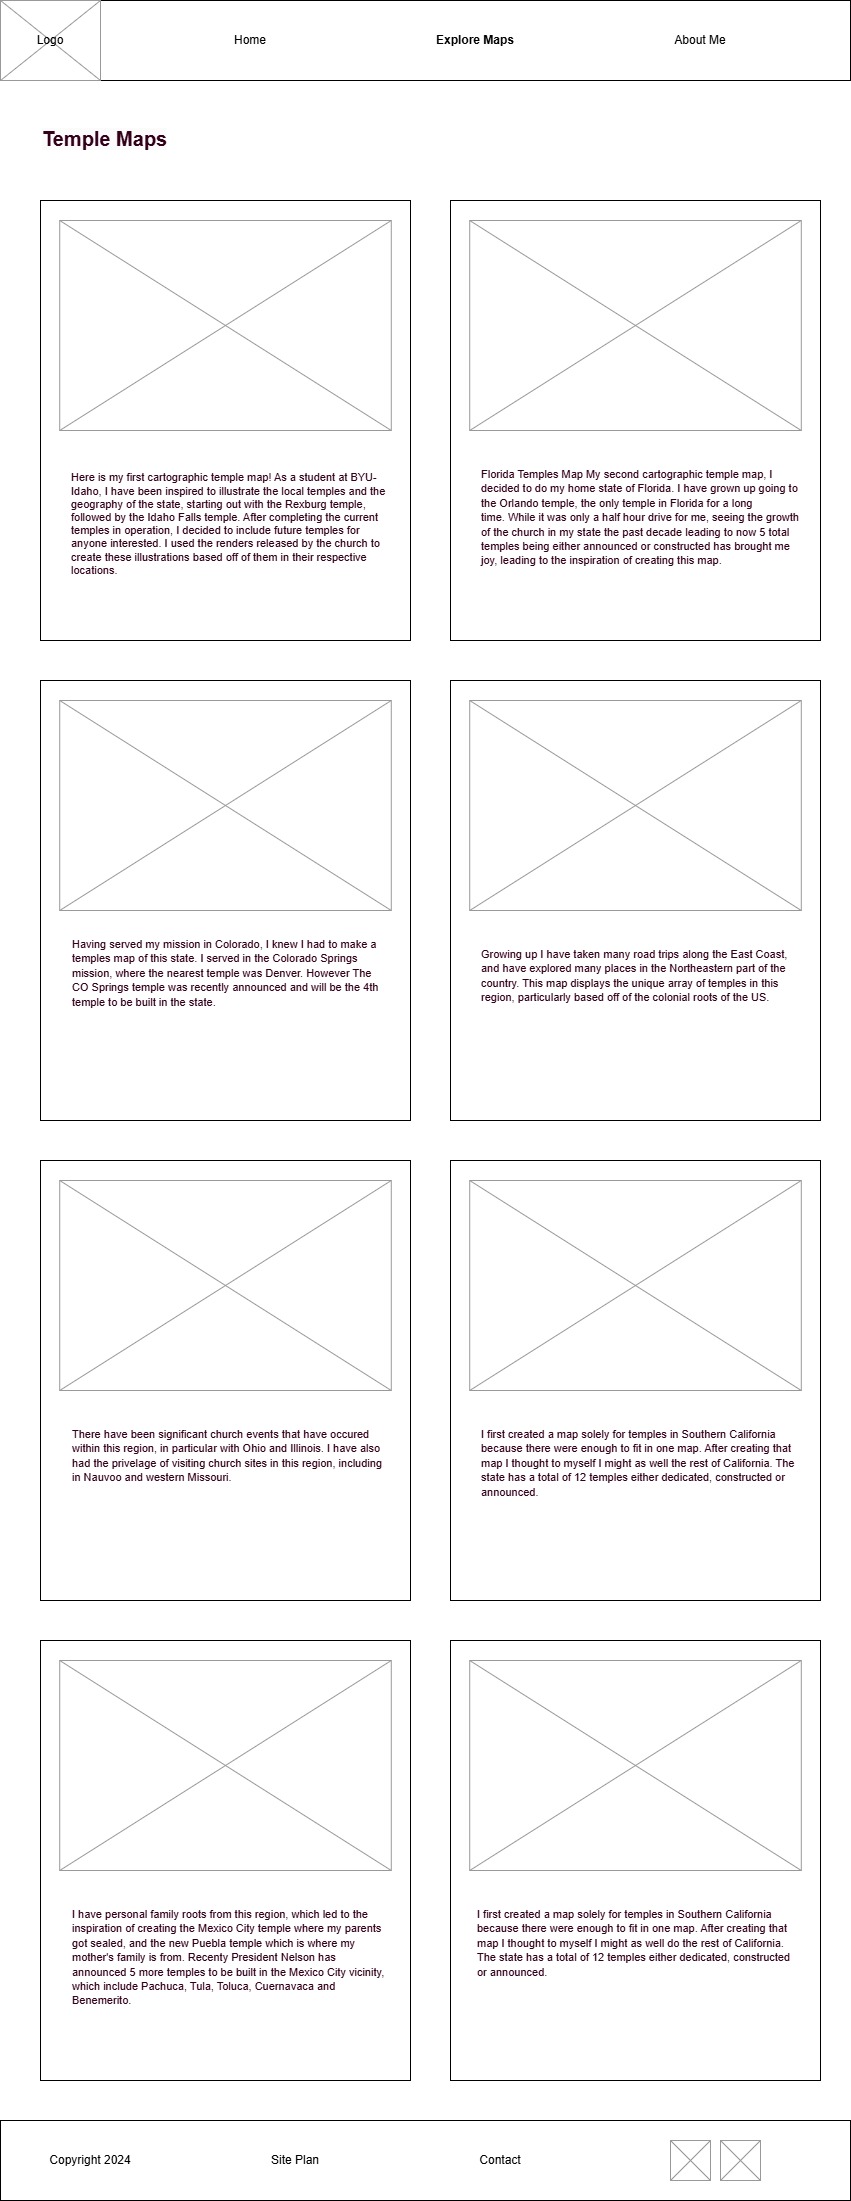 Logo
Home
Explore Maps
About Me
Temple Maps
Here is my first cartographic temple map! As a student at BYU-
Idaho, I have been inspired to illustrate the local temples and the
geography of the state, starting out with the Rexburg temple,
followed by the Idaho Falls temple. After completing the current
temples in operation, I decided to include future temples for
anyone interested. I used the renders released by the church to
create these illustrations based off of them in their respective
locations.
Florida Temples Map My second cartographic temple map, I
decided to do my home state of Florida. I have grown up going to
the Orlando temple, the only temple in Florida for a long
time. While it was only a half hour drive for me, seeing the growth
of the church in my state the past decade leading to now 5 total
temples being either announced or constructed has brought me
joy, leading to the inspiration of creating this map.
Having served my mission in Colorado, I knew I had to make a
temples map of this state. I served in the Colorado Springs
mission, where the nearest temple was Denver. However The
CO Springs temple was recently announced and will be the 4th
temple to be built in the state.
Growing up I have taken many road trips along the East Coast,
and have explored many places in the Northeastern part of the
country. This map displays the unique array of temples in this
region, particularly based off of the colonial roots of the US.
There have been significant church events that have occured
within this region, in particular with Ohio and Illinois. I have also
had the privelage of visiting church sites in this region, including
in Nauvoo and western Missouri.
I first created a map solely for temples in Southern California
because there were enough to fit in one map. After creating that
map I thought to myself I might as well the rest of California. The
state has a total of 12 temples either dedicated, constructed or
announced.
I have personal family roots from this region, which led to the
inspiration of creating the Mexico City temple where my parents
got sealed, and the new Puebla temple which is where my
mother's family is from. Recenty President Nelson has
announced 5 more temples to be built in the Mexico City vicinity,
which include Pachuca, Tula, Toluca, Cuernavaca and
Benemerito.
I first created a map solely for temples in Southern California
because there were enough to fit in one map. After creating that
map I thought to myself I might as well do the rest of California.
The state has a total of 12 temples either dedicated, constructed
or announced.
Copyright 2024
Site Plan
Contact